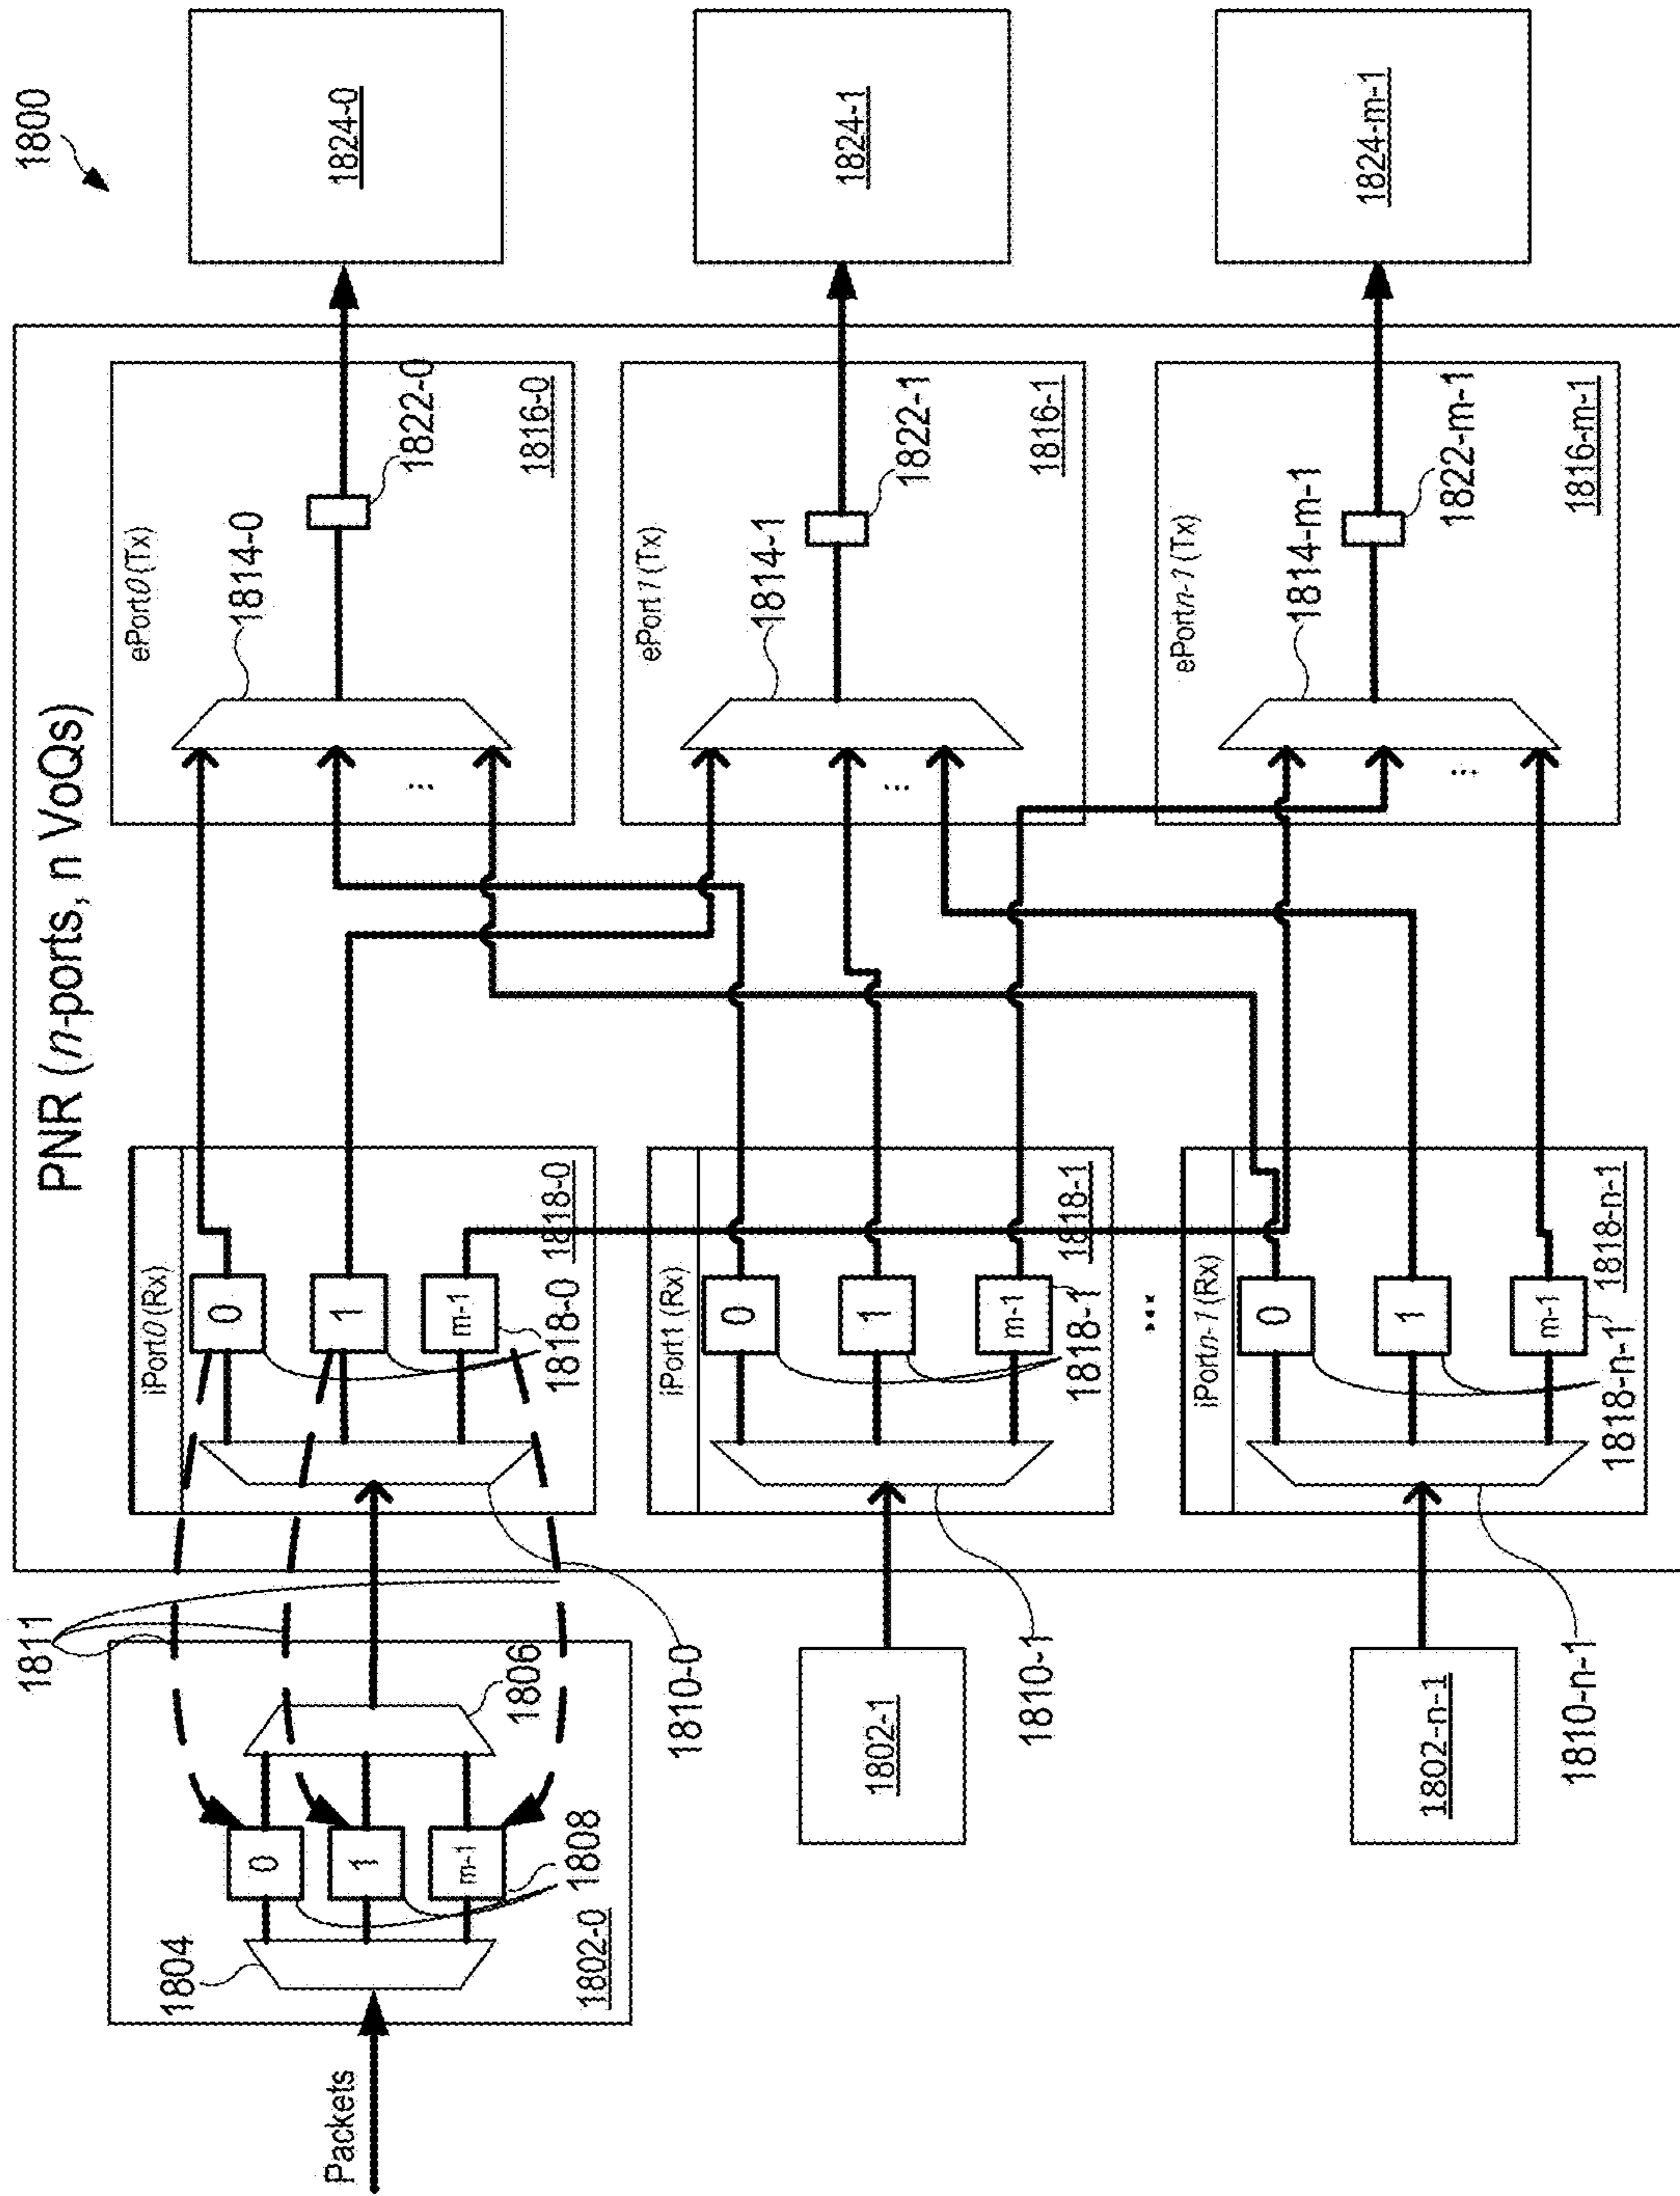 1800
PNR (n-ports, n VoQs)
Packets
1804
0
1
m-1
1808
1802-0
1806
1811
1810-0
iPort0 (Rx)
0
1
m-1
1818-0
1818-0
ePort0 (Tx)
1814-0
...
1822-0
1816-0
1824-0
1802-1
1810-1
iPort1 (Rx)
0
1
m-1
1818-1
1818-1
...
ePort 1 (Tx)
1814-1
...
1822-1
1816-1
1824-1
1802-n-1
1810-n-1
iPortn-1 (Rx)
0
1
m-1
1818-n-1
1818-n-1
ePortn-1 (Tx)
1814-m-1
...
1822-m-1
1816-m-1
1824-m-1